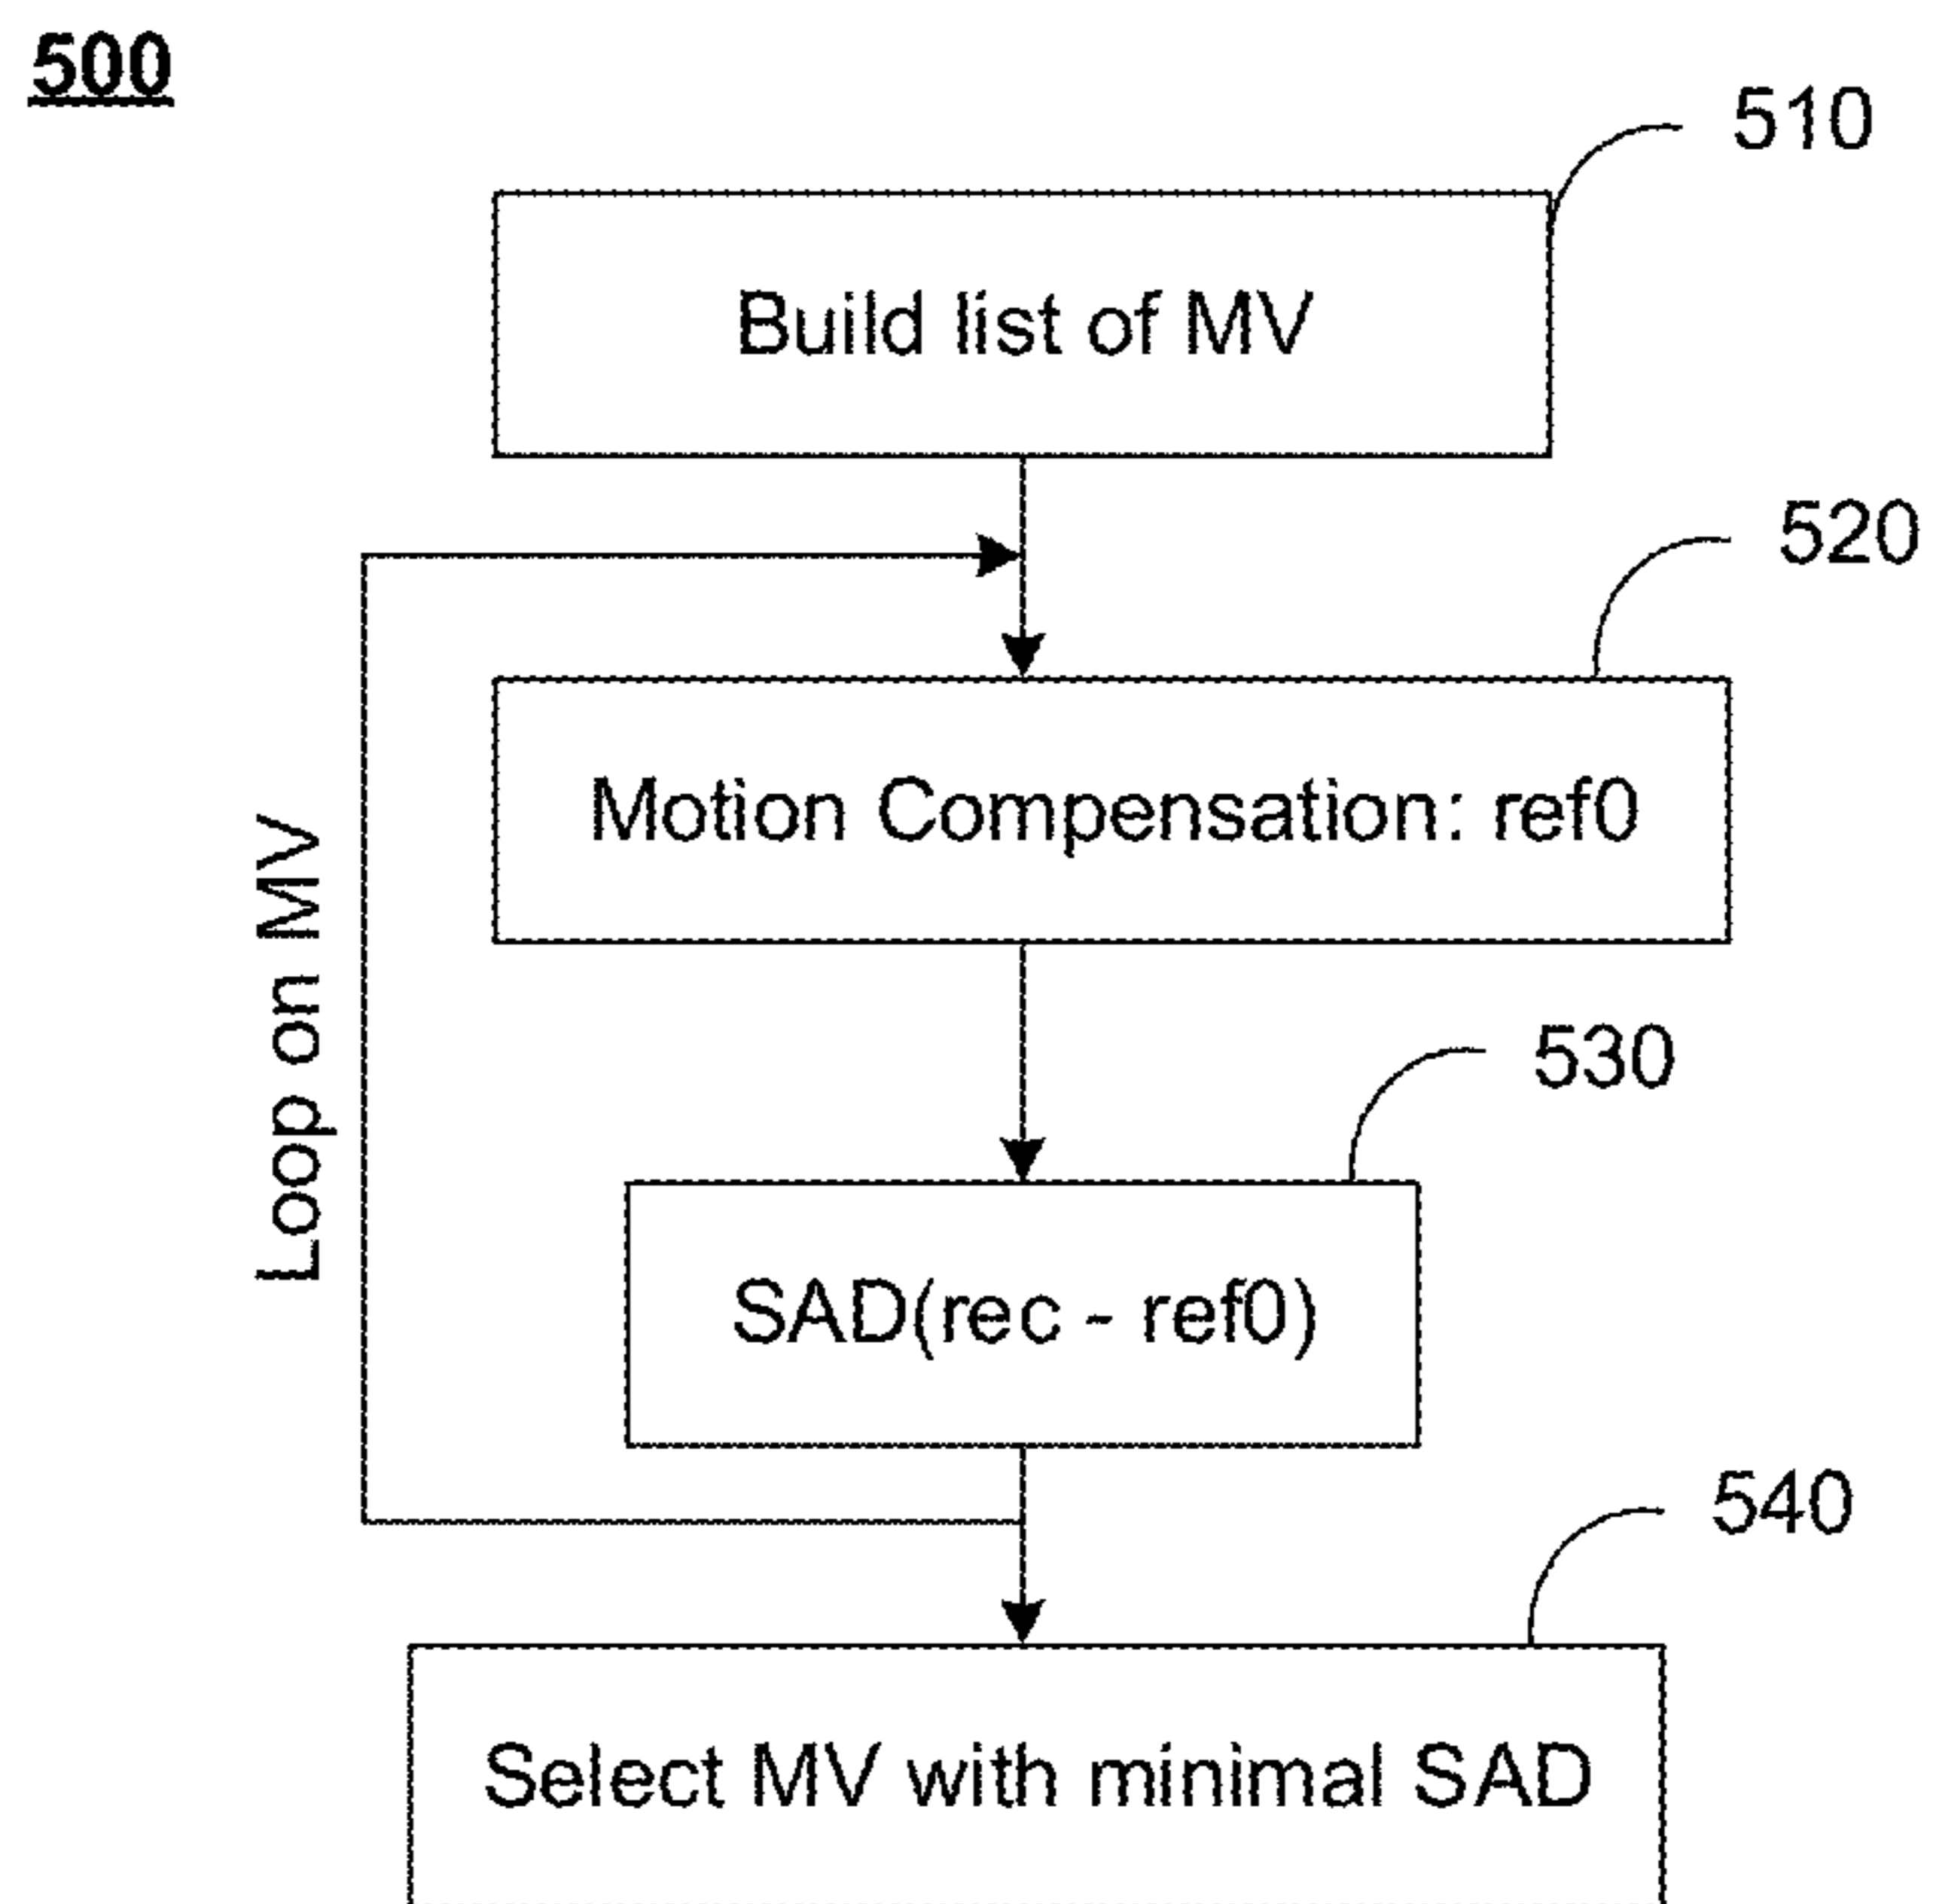 500
510
Build list of MV
520
Motion Compensation: ref0
Loop on MV
530
SAD(rec - ref0)
540
Select MV with minimal SAD